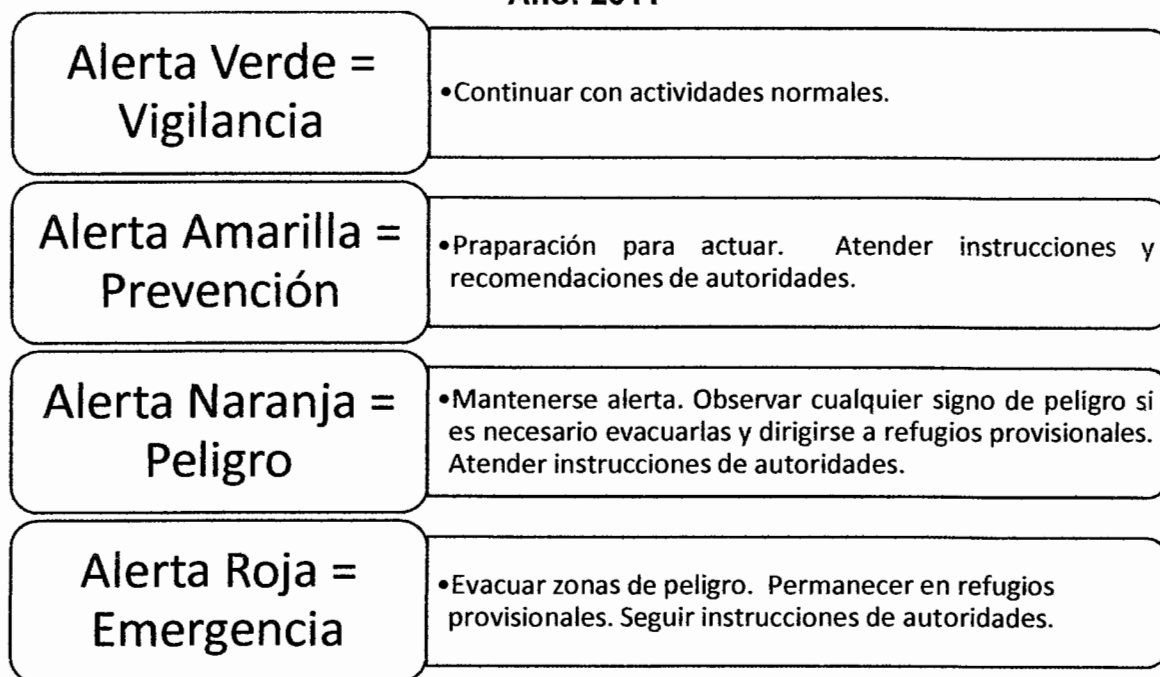 Alerta Verde =
Vigilancia
•Continuar con actividades normales.
Alerta Amarilla =
Prevención
•Praparación para actuar. Atender instrucciones y
recomendaciones de autoridades.
Alerta Naranja =
Peligro
•Mantenerse alerta. Observar cualquier signo de peligro si
es necesario evacuarlas y dirigirse a refugios provisionales.
Atender instrucciones de autoridades.
Alerta Roja =
Emergencia
•Evacuar zonas de peligro. Permanecer en refugios
provisionales. Seguir instrucciones de autoridades.